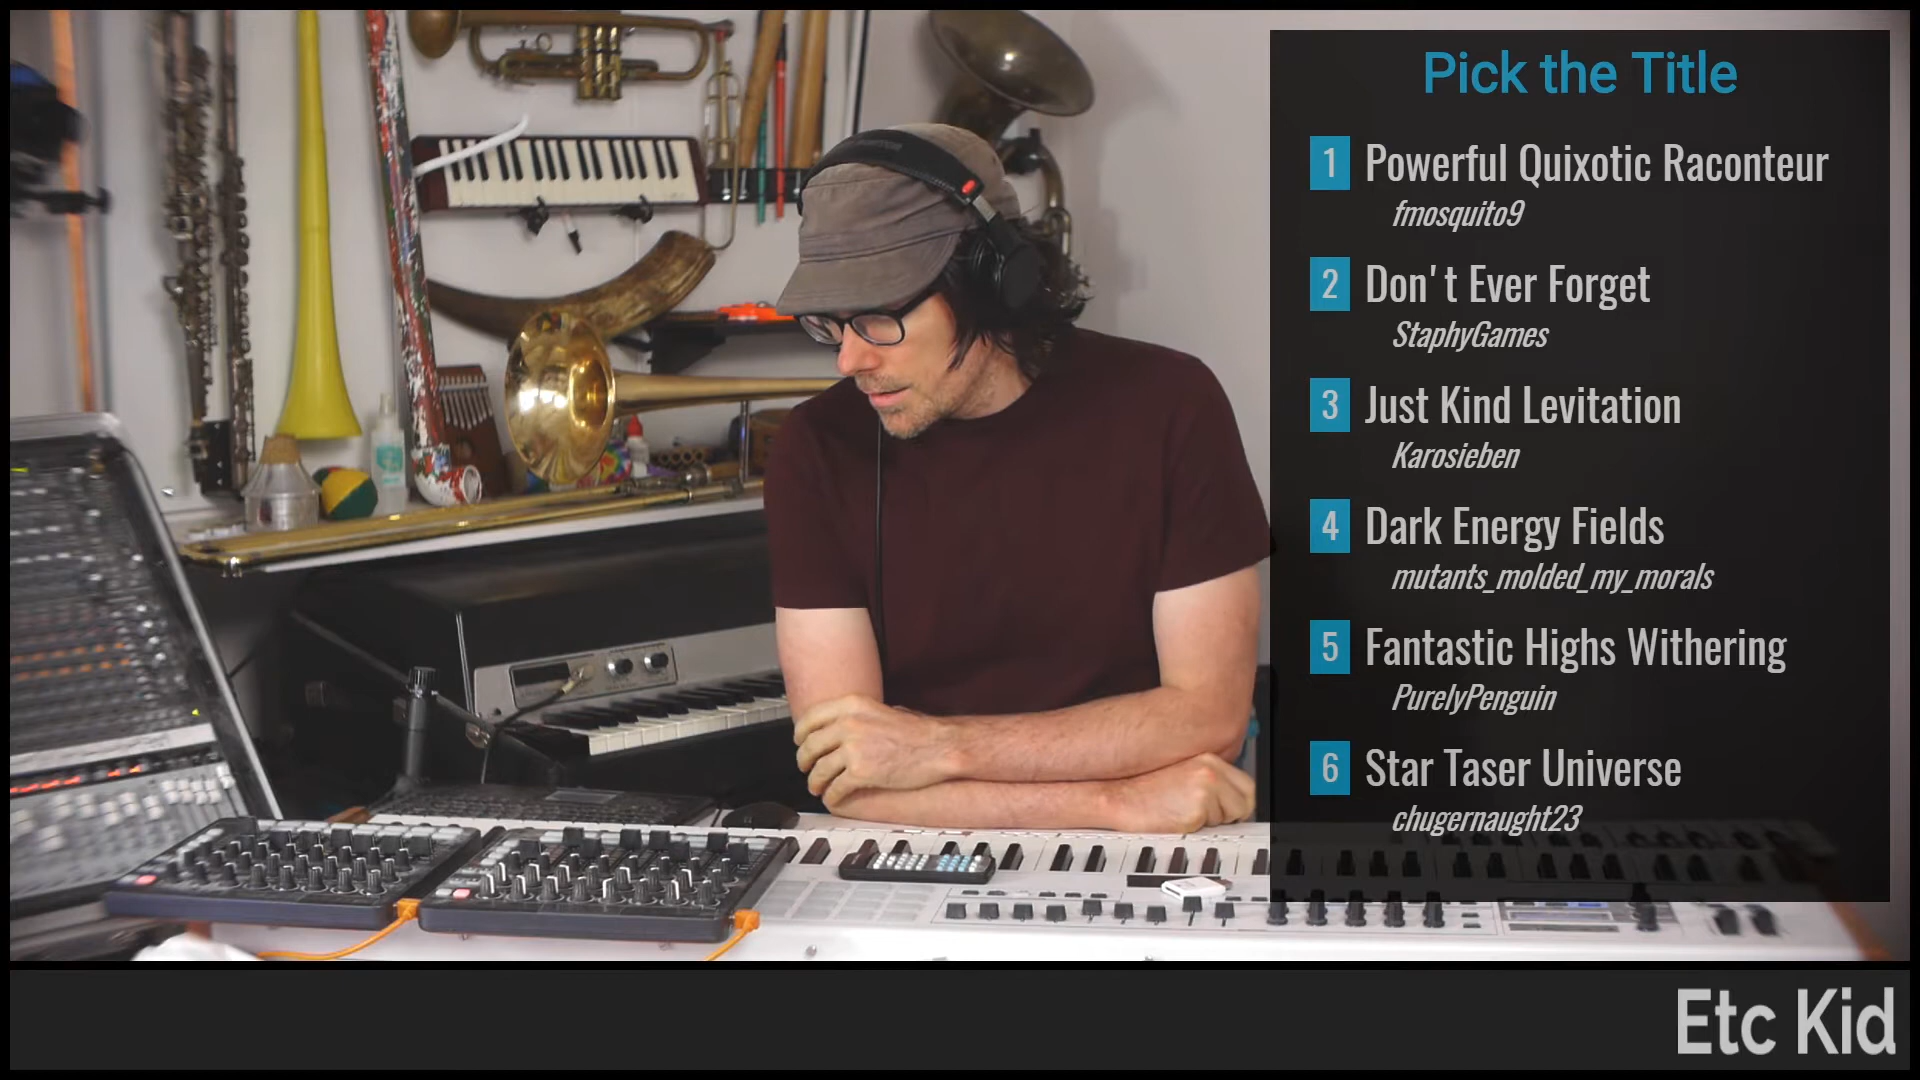 Pick the Title
1 Powerful Quixotic Raconteur
fmosquito9
2 Don't Ever Forget
StaphyGames
3 Just Kind Levitation
Karosieben
4 Dark Energy Fields
mutants_molded_my_morals
5 Fantastic Highs Withering
PurelyPenguin
6 Star Taser Universe
chugernaught23
Etc Kid